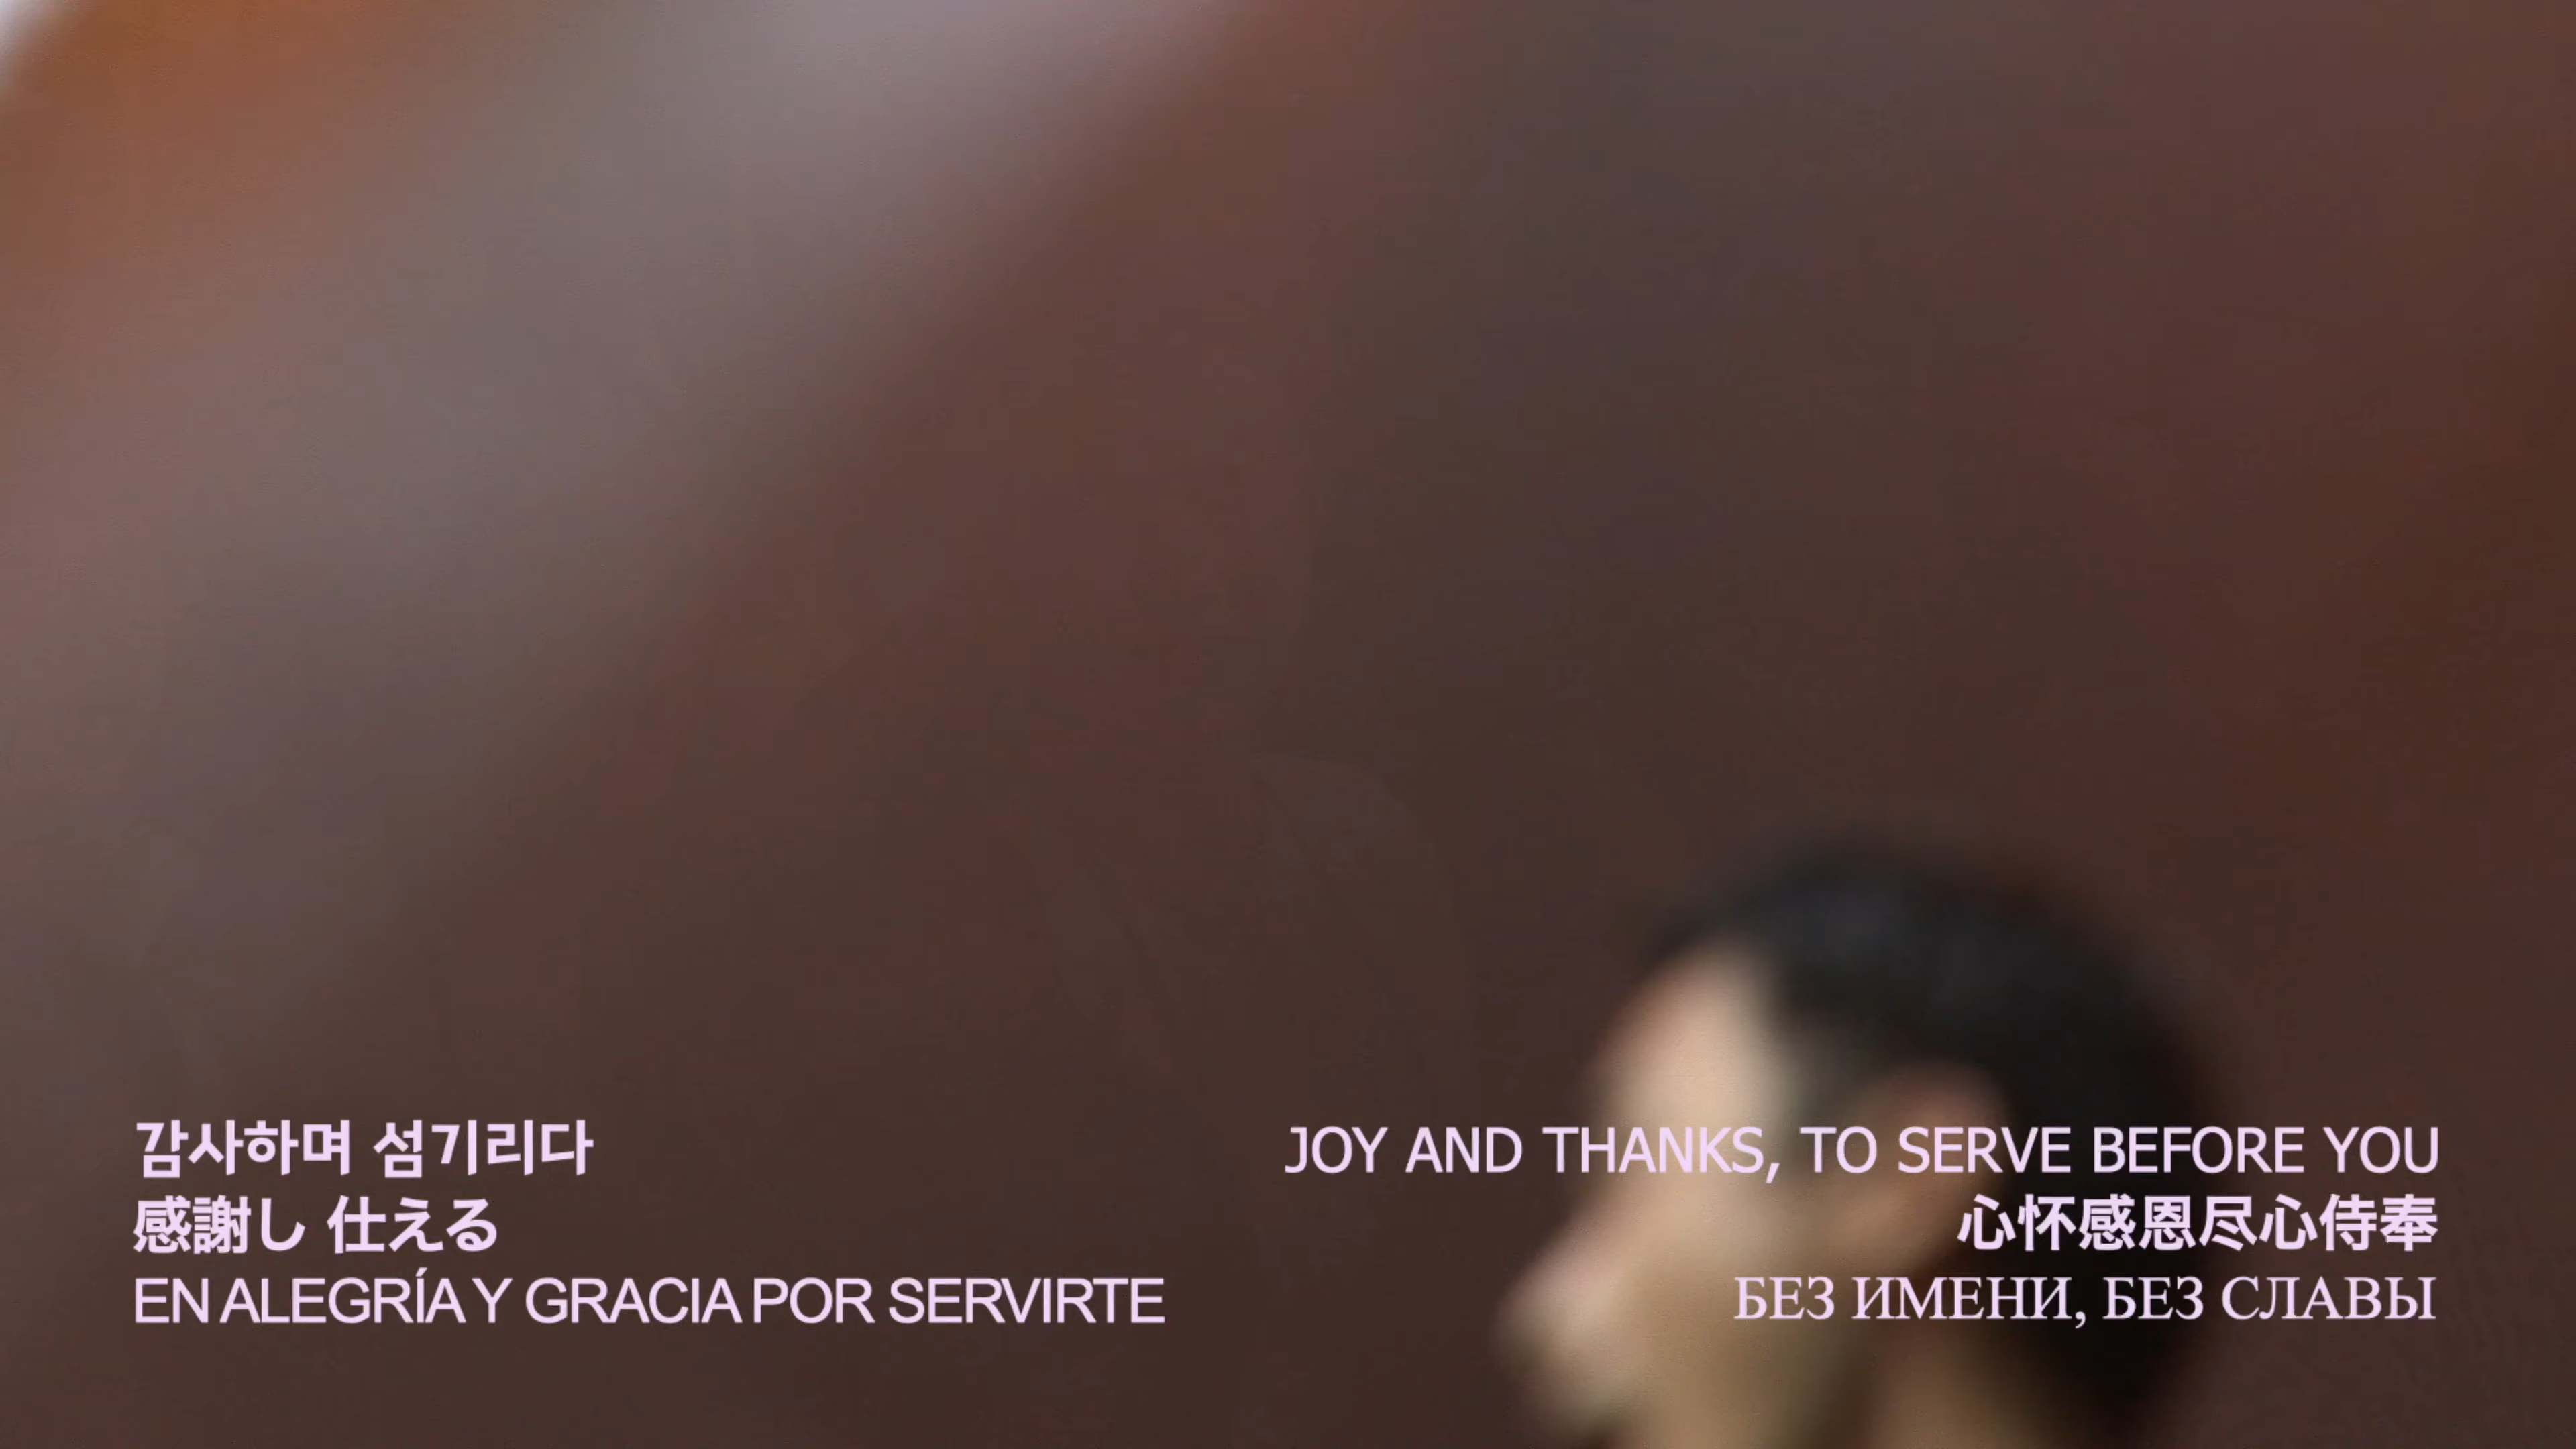 감사하며 섬기리다
感謝し 仕える
EN ALEGRÍA Y GRACIA POR SERVIRTE
JOY AND THANKS, TO SERVE BEFORE YOU
心怀感恩尽心侍奉
БЕЗ ИМЕНИ, БЕЗ СЛАВЫ